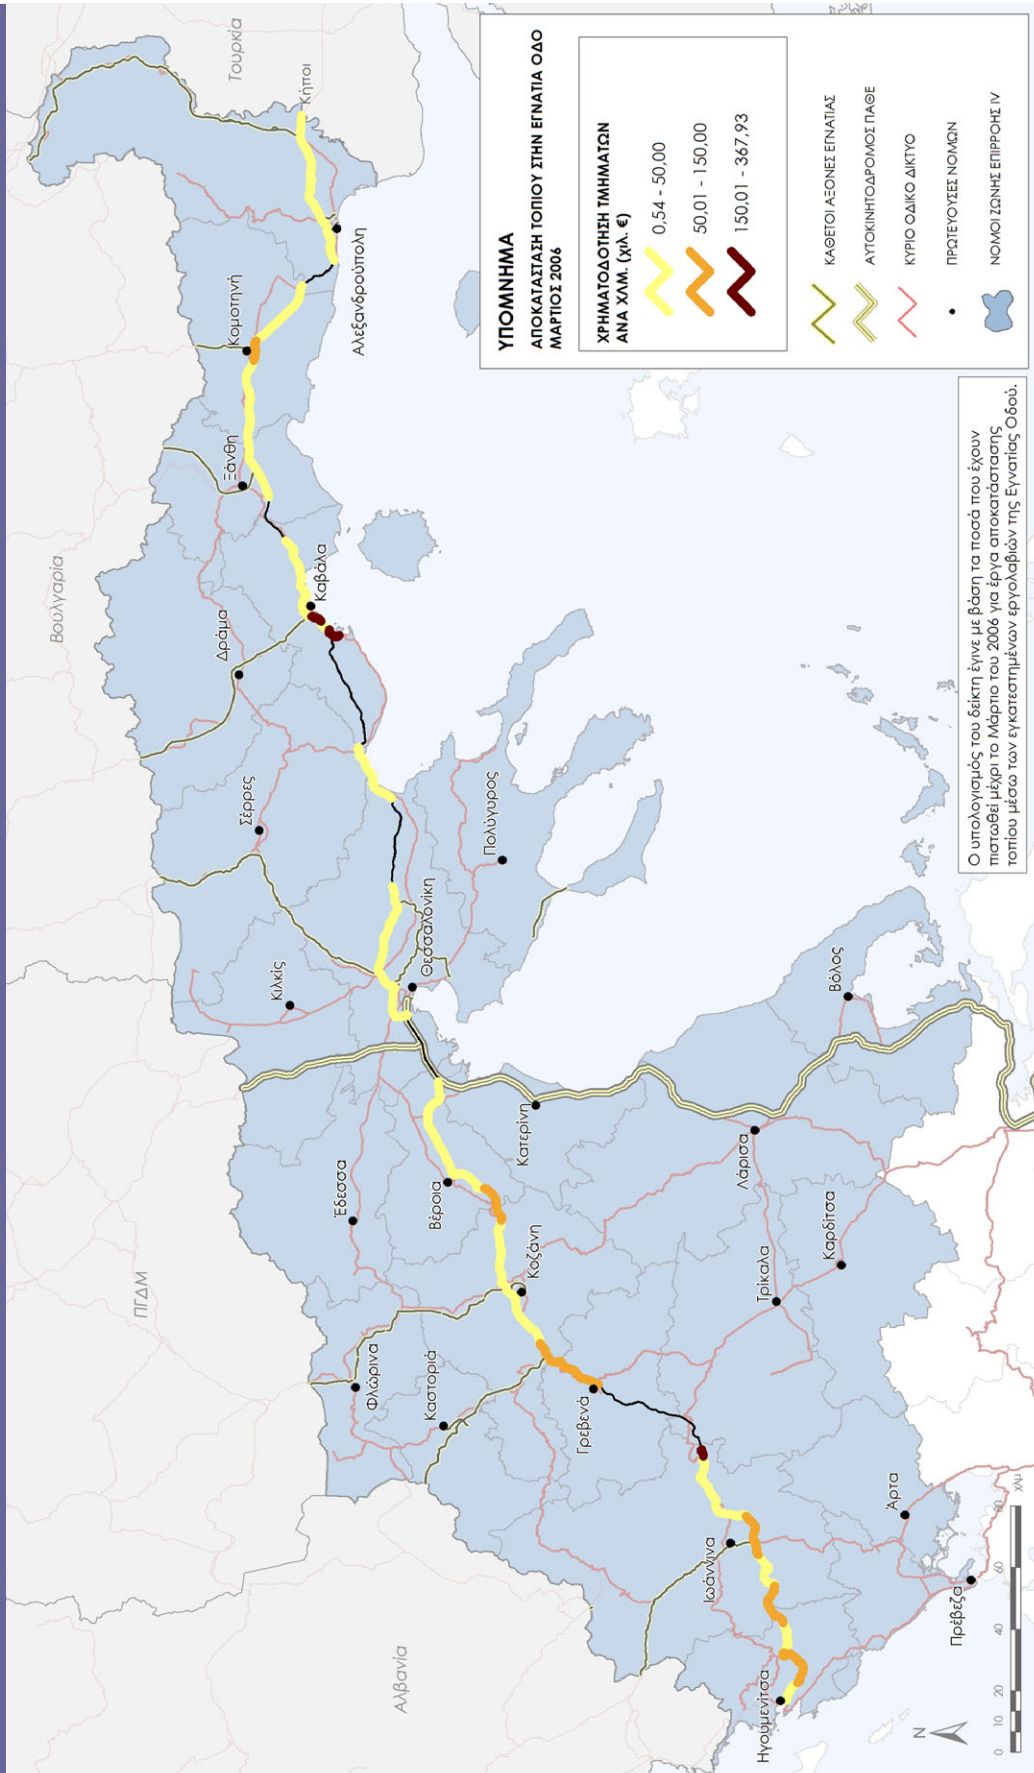 ΥΠΟΜΝΗΜΑ
ΑΠΟΚΑΤΑΣΤΑΣΗ ΤΟΠΙΟΥ ΣΤΗΝ ΕΓΝΑΤΙΑ ΟΔΟ
ΜΑΡΤΙΟΣ 2006
ΧΡΗΜΑΤΟΔΟΤΗΣΗ ΤΜΗΜΑΤΩΝ
ΑΝΑ ΧΛΜ. (χιλ. €)
0,54 - 50,00
50,01 - 150,00
150,01 - 367,93
ΚΑΘΕΤΟΙ ΑΞΟΝΕΣ ΕΓΝΑΤΙΑΣ
ΑΥΤΟΚΙΝΗΤΟΔΡΟΜΟΣ ΠΑΘΕ
ΚΥΡΙΟ ΟΔΙΚΟ ΔΙΚΤΥΟ
ΠΡΩΤΕΥΟΥΣΕΣ ΝΟΜΩΝ
ΝΟΜΟΙ ΖΩΝΗΣ ΕΠΙΡΡΟΗΣ IV
Ο υπολογισμός του δείκτη έγινε με βάση τα ποσά που έχουν
πιστωθεί μέχρι το Μάρτιο του 2006 για έργα αποκατάστασης
τοπίου μέσω των εγκατεστημένων εργολαβιών της Εγνατίας Οδού.
Αλβανία
ΠΓΔΜ
Βουλγαρία
Τουρκία
Κήποι
Αλεξανδρούπολη
Κομοτηνή
Ξάνθη
Καβάλα
Δράμα
Σέρρες
Πολύγυρος
Θεσσαλονίκη
Κιλκίς
Έδεσσα
Βέροια
Κατερίνη
Βόλος
Λάρισα
Καρδίτσα
Τρίκαλα
Κοζάνη
Φλώρινα
Καστοριά
Γρεβενά
Ιωάννινα
Άρτα
Πρέβεζα
Ηγουμενίτσα
N
0 10 20 40 60 80
Χλμ